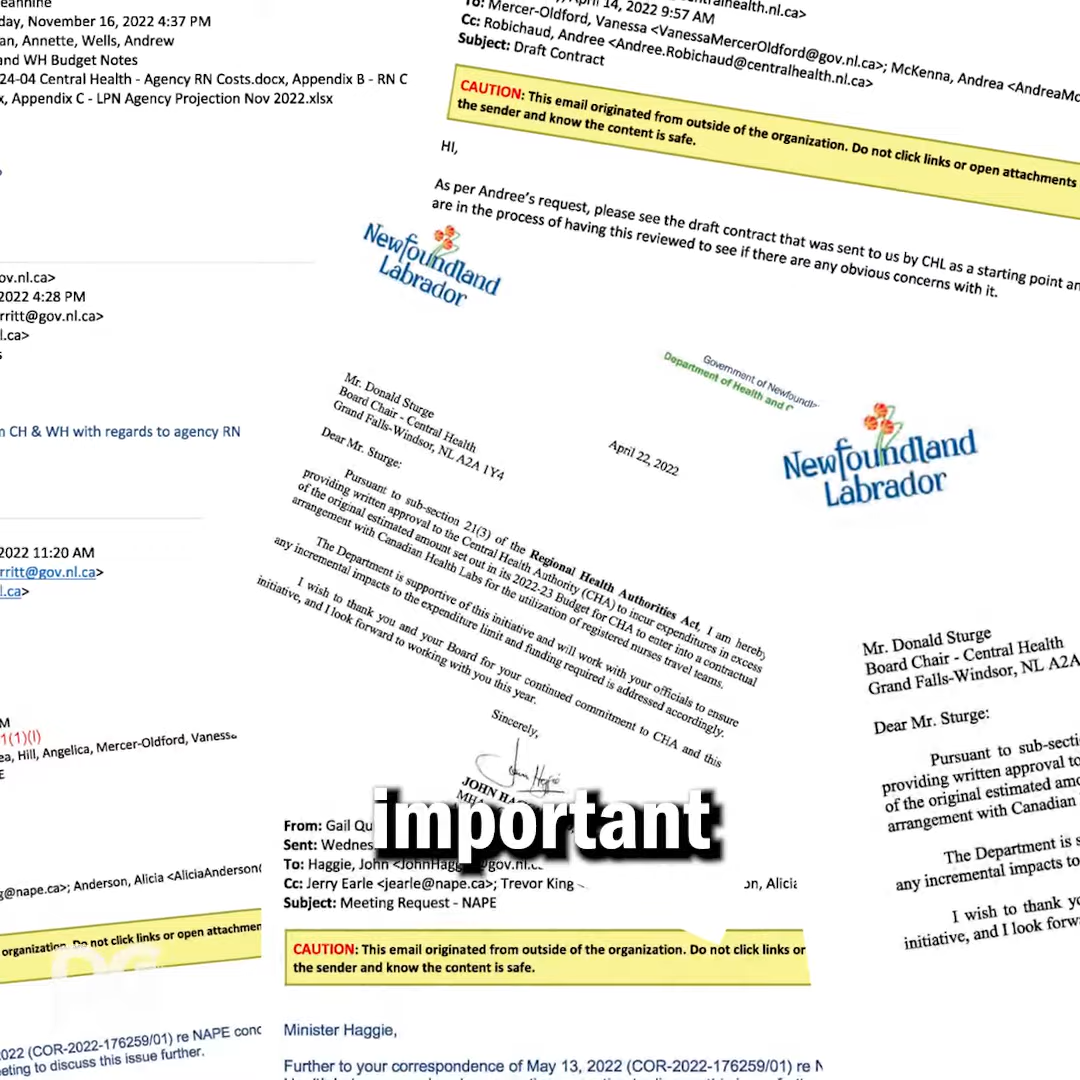 day, November 16, 2022 4:37 PM
an, Annette, Wells, Andrew
and WH Budget Notes
24-04 Central Health - Agency RN Costs.docx, Appendix B - RN C
x, Appendix C - LPN Agency Projection Nov 2022.xlsx
ov.nl.ca>
2022 4:28 PM
rritt@gov.nl.ca>
l.ca>
s
m CH & WH with regards to agency RN
2022 11:20 AM
rritt@gov.nl.ca>
l.ca>
M
1(1)(l)
ea, Hill, Angelica, Mercer-Oldford, Vanessa
E
g@nape.ca>; Anderson, Alicia <AliciaAnderson(
organization. Do not click links or open attachmen
2022 (COR-2022-176259/01) re NAPE conc
eting to discuss this issue further.
14, 2022 9:57 AM
To: Mercer-Oldford, Vanessa <VanessaMercerOldford@gov.nl.ca>; McKenna, Andrea <AndreaMc
Cc: Robichaud, Andree <Andree.Robichaud@centralhealth.nl.ca>
Subject: Draft Contract
CAUTION: This email originated from outside of the organization. Do not click links or open attachments
the sender and know the content is safe.
HI,
As per Andree's request, please see the draft contract that was sent to us by CHL as a starting point an
are in the process of having this reviewed to see if there are any obvious concerns with it.
Newfoundland
Labrador
Government of Newfoundla
Department of Health and C
Mr. Donald Sturge
Board Chair - Central Health
Grand Falls-Windsor, NL A2A 1Y4
April 22, 2022
Dear Mr. Sturge:
Pursuant to sub-section 21(3) of the Regional Health Authorities Act, I am hereby
providing written approval to the Central Health Authority (CHA) to incur expenditures in excess
of the original estimated amount set out in its 2022-23 Budget for CHA to enter into a contractual
arrangement with Canadian Health Labs for the utilization of registered nurses travel teams.
The Department is supportive of this initiative and will work with your officials to ensure
any incremental impacts to the expenditure limit and funding required is addressed accordingly.
I wish to thank you and your Board for your continued commitment to CHA and this
initiative, and I look forward to working with you this year.
Sincerely,
JOHN HA
Newfoundland
Labrador
Mr. Donald Sturge
Board Chair - Central Health
Grand Falls-Windsor, NL A2A
Dear Mr. Sturge:
Pursuant to sub-secti
providing written approval to
of the original estimated amo
arrangement with Canadian
The Department is s
any incremental impacts to
I wish to thank yo
initiative, and I look forw
important
From: Gail Qu
Sent: Wednes
To: Haggie, John <JohnHagg @gov.nl.c
Cc: Jerry Earle <jearle@nape.ca>; Trevor King on, Alicia
Subject: Meeting Request - NAPE
CAUTION: This email originated from outside of the organization. Do not click links or
the sender and know the content is safe.
Minister Haggie,
Further to your correspondence of May 13, 2022 (COR-2022-176259/01) re N